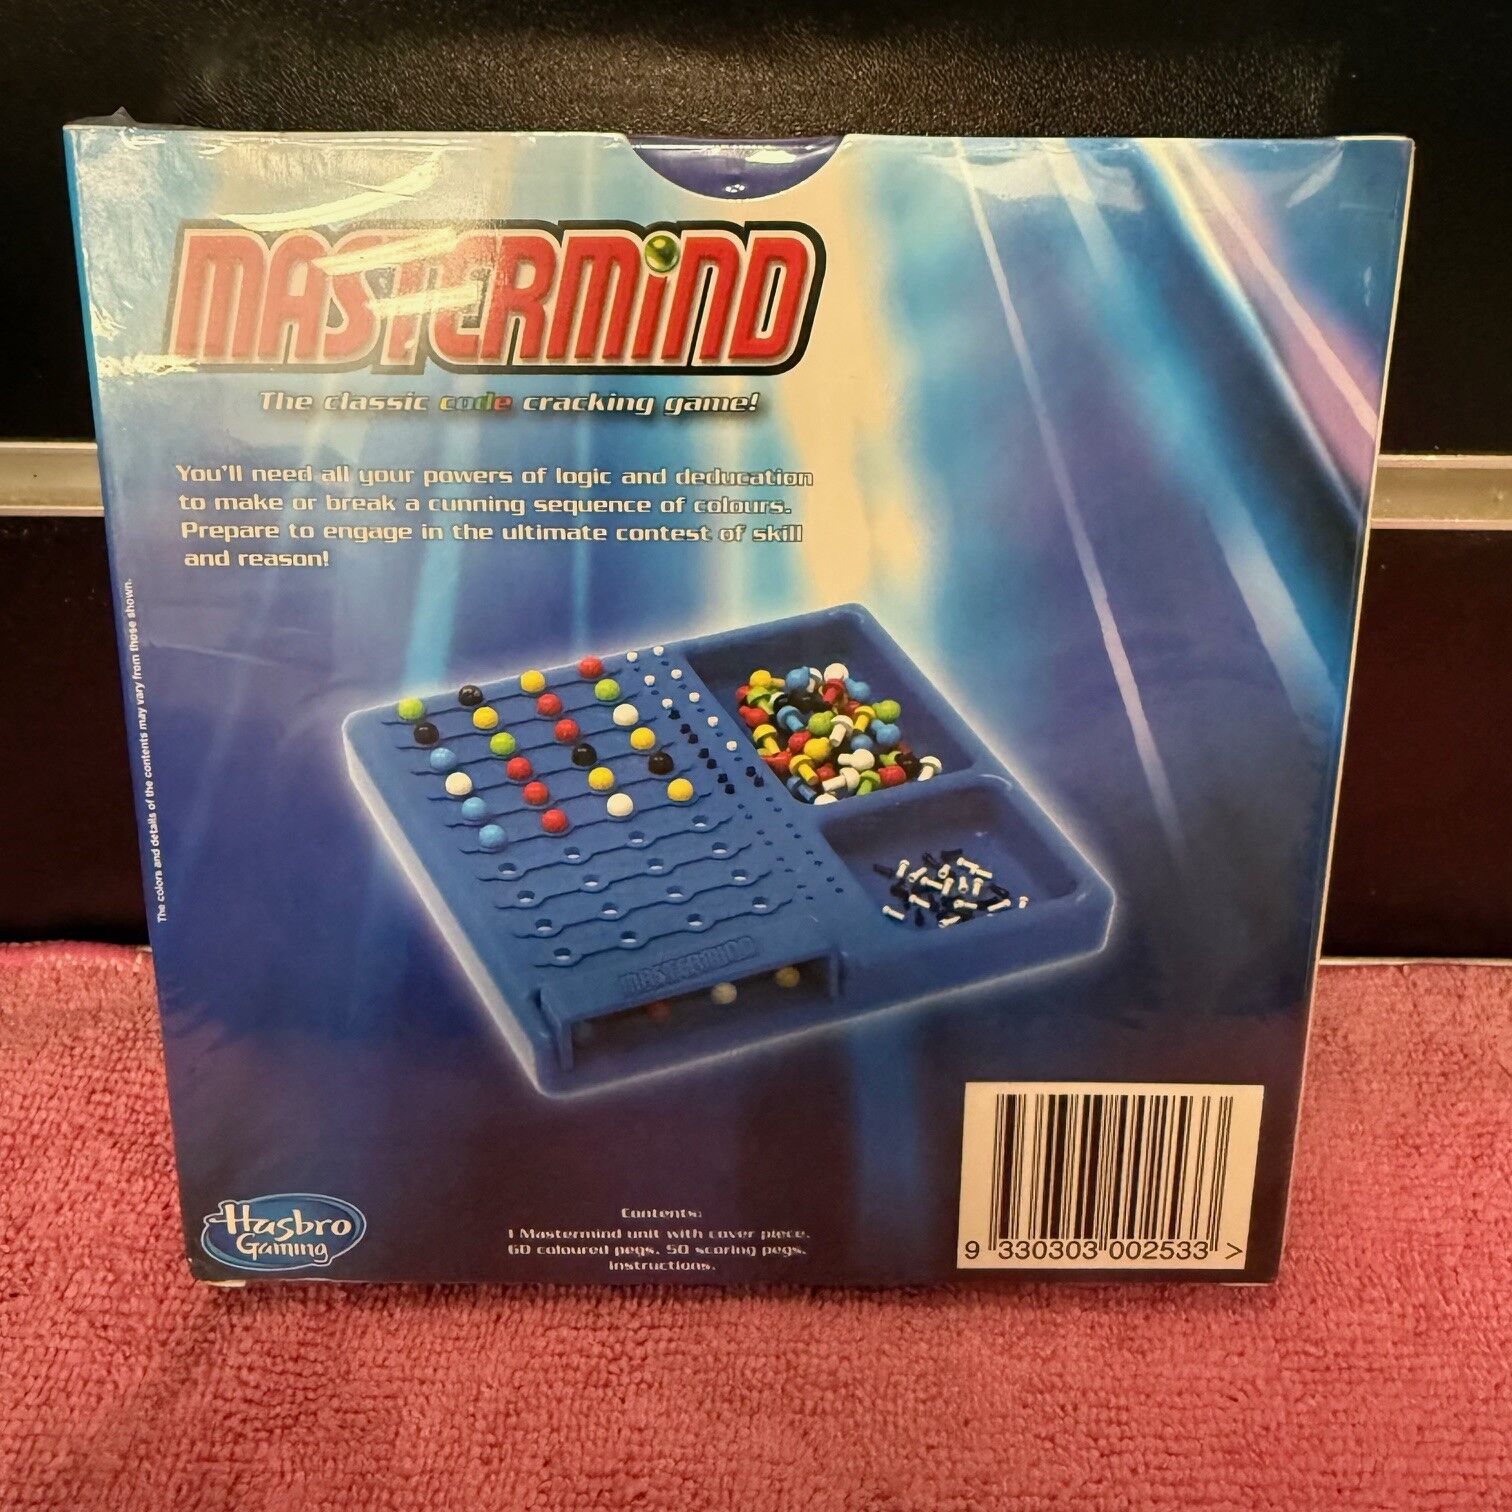 MASTERMIND
The classic code cracking game!
You'll need all your powers of logic and deducation
to make or break a cunning sequence of colours.
Prepare to engage in the ultimate contest of skill
and reason!
The colors and details of the contents may vary from those shown.
MASTERMIND
Hasbro
Gaming
Contents:
1 Mastermind unit with cover piece.
60 coloured pegs. 50 scoring pegs.
Instructions.
9 330303 002533 >